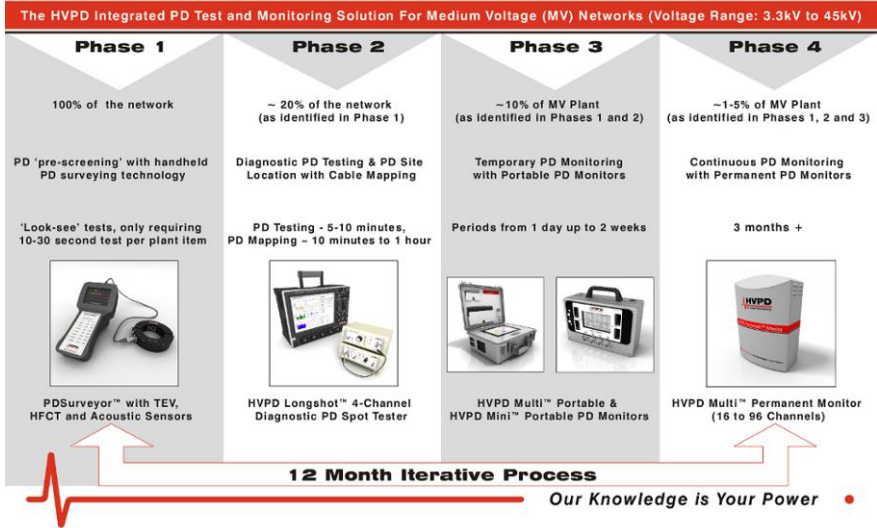 The HVPD Integrated PD Test and Monitoring Solution For Medium Voltage (MV) Networks (Voltage Range: 3.3kV to 45kV)
Phase 1
100% of the network
PD 'pre-screening' with handheld
PD surveying technology
'Look-see' tests, only requiring
10-30 second test per plant item
PDSurveyor™ with TEV,
HFCT and Acoustic Sensors
Phase 2
~ 20% of the network
(as identified in Phase 1)
Diagnostic PD Testing & PD Site
Location with Cable Mapping
PD Testing - 5-10 minutes,
PD Mapping – 10 minutes to 1 hour
HVPD Longshot™ 4-Channel
Diagnostic PD Spot Tester
Phase 3
~10% of MV Plant
(as identified in Phases 1 and 2)
Temporary PD Monitoring
with Portable PD Monitors
Periods from 1 day up to 2 weeks
HVPD
HVPD Multi™ Portable &
HVPD Mini™ Portable PD Monitors
Phase 4
~1-5% of MV Plant
(as identified in Phases 1, 2 and 3)
Continuous PD Monitoring
with Permanent PD Monitors
3 months +
HVPD
HVPD Multi™ Permanent Monitor
(16 to 96 Channels)
12 Month Iterative Process
Our Knowledge is Your Power